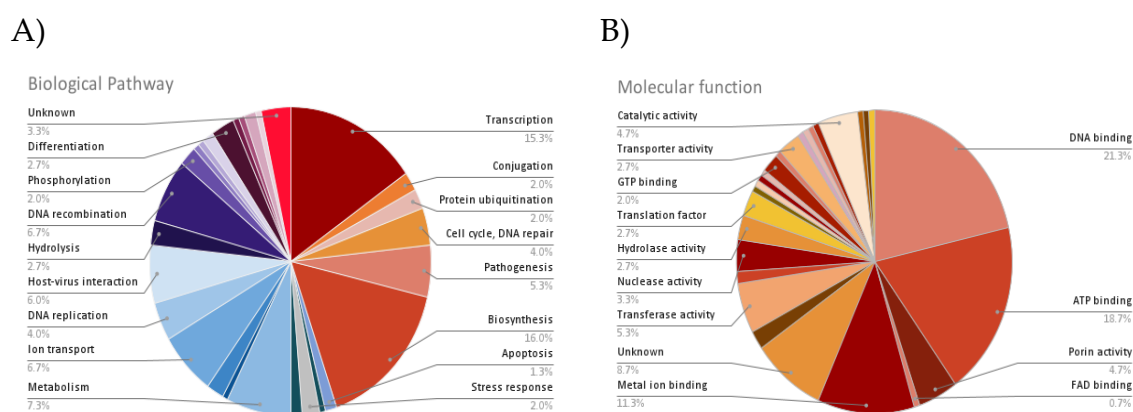 A)
Biological Pathway
Unknown
3.3%
Differentiation
2.7%
Phosphorylation
2.0%
DNA recombination
6.7%
Hydrolysis
2.7%
Host-virus interaction
6.0%
DNA replication
4.0%
Ion transport
6.7%
Metabolism
7.3%
Transcription
15.3%
Conjugation
2.0%
Protein ubiquitination
2.0%
Cell cycle, DNA repair
4.0%
Pathogenesis
5.3%
Biosynthesis
16.0%
Apoptosis
1.3%
Stress response
2.0%
B)
Molecular function
Catalytic activity
4.7%
Transporter activity
2.7%
GTP binding
2.0%
Translation factor
2.7%
Hydrolase activity
2.7%
Nuclease activity
3.3%
Transferase activity
5.3%
Unknown
8.7%
Metal ion binding
11.3%
DNA binding
21.3%
ATP binding
18.7%
Porin activity
4.7%
FAD binding
0.7%